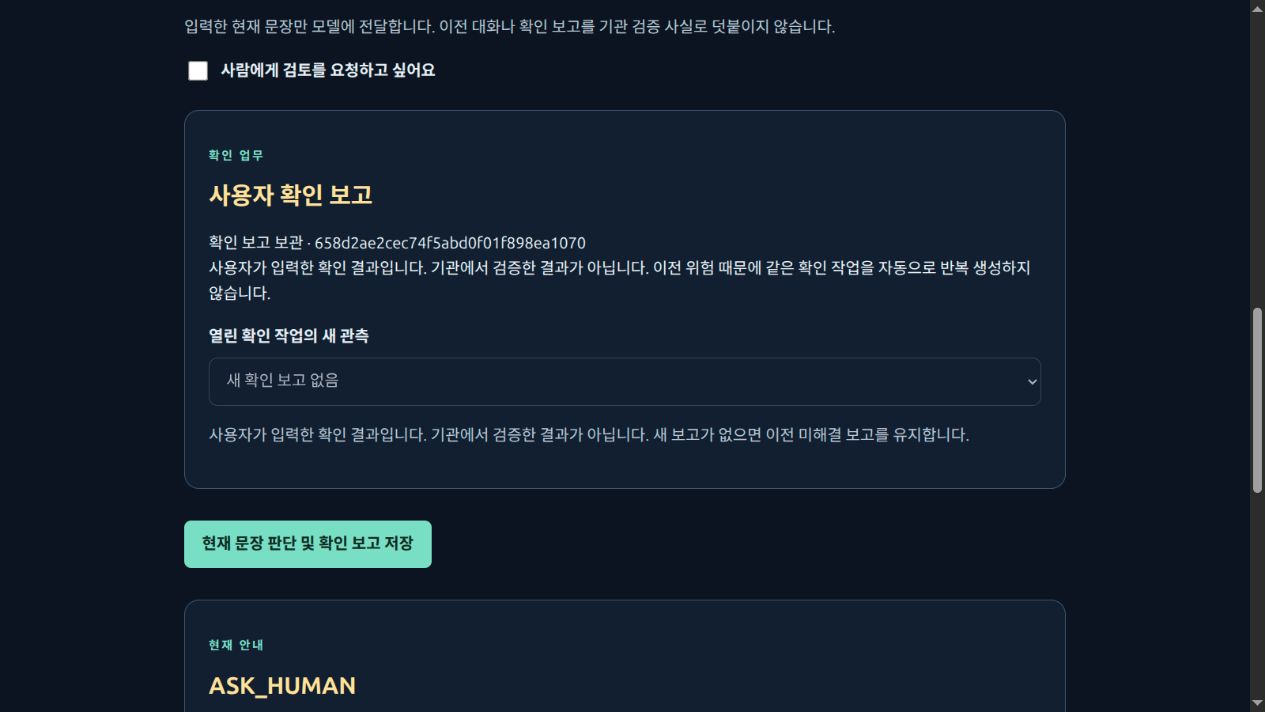 입력한 현재 문장만 모델에 전달합니다. 이전 대화나 확인 보고를 기관 검증 사실로 덧붙이지 않습니다.
사람에게 검토를 요청하고 싶어요
확인 업무
사용자 확인 보고
확인 보고 보관 · 658d2ae2cec74f5abd0f01f898ea1070
사용자가 입력한 확인 결과입니다. 기관에서 검증한 결과가 아닙니다. 이전 위험 때문에 같은 확인 작업을 자동으로 반복 생성하지
않습니다.
열린 확인 작업의 새 관측
새 확인 보고 없음
사용자가 입력한 확인 결과입니다. 기관에서 검증한 결과가 아닙니다. 새 보고가 없으면 이전 미해결 보고를 유지합니다.
현재 문장 판단 및 확인 보고 저장
현재 안내
ASK_HUMAN